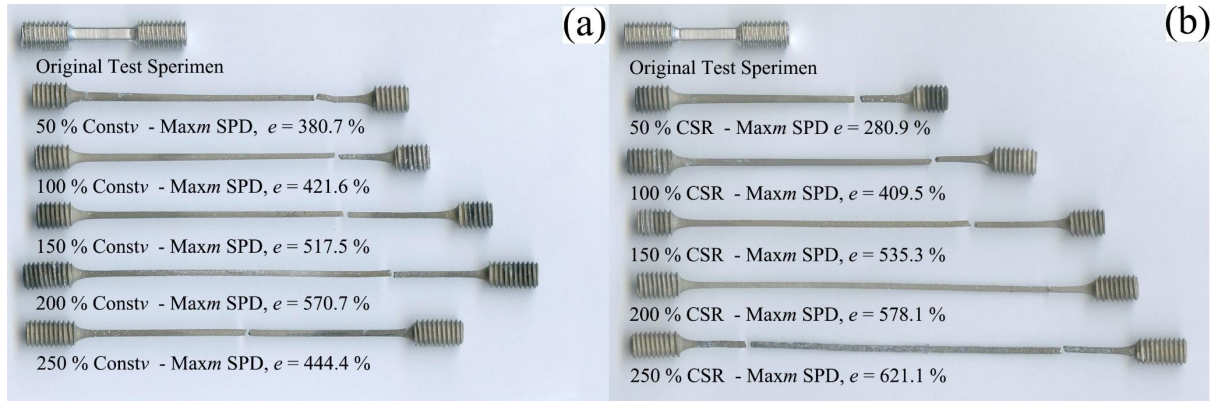 (a)
Original Test Sperimen
50 % Constv - Maxm SPD, e = 380.7 %
100 % Constv - Maxm SPD, e = 421.6 %
150 % Constv - Maxm SPD, e = 517.5 %
200 % Constv - Maxm SPD, e = 570.7 %
250 % Constv - Maxm SPD, e = 444.4 %
(b)
Original Test Sperimen
50 % CSR - Maxm SPD e = 280.9 %
100 % CSR - Maxm SPD, e = 409.5 %
150 % CSR - Maxm SPD, e = 535.3 %
200 % CSR - Maxm SPD, e = 578.1 %
250 % CSR - Maxm SPD, e = 621.1 %